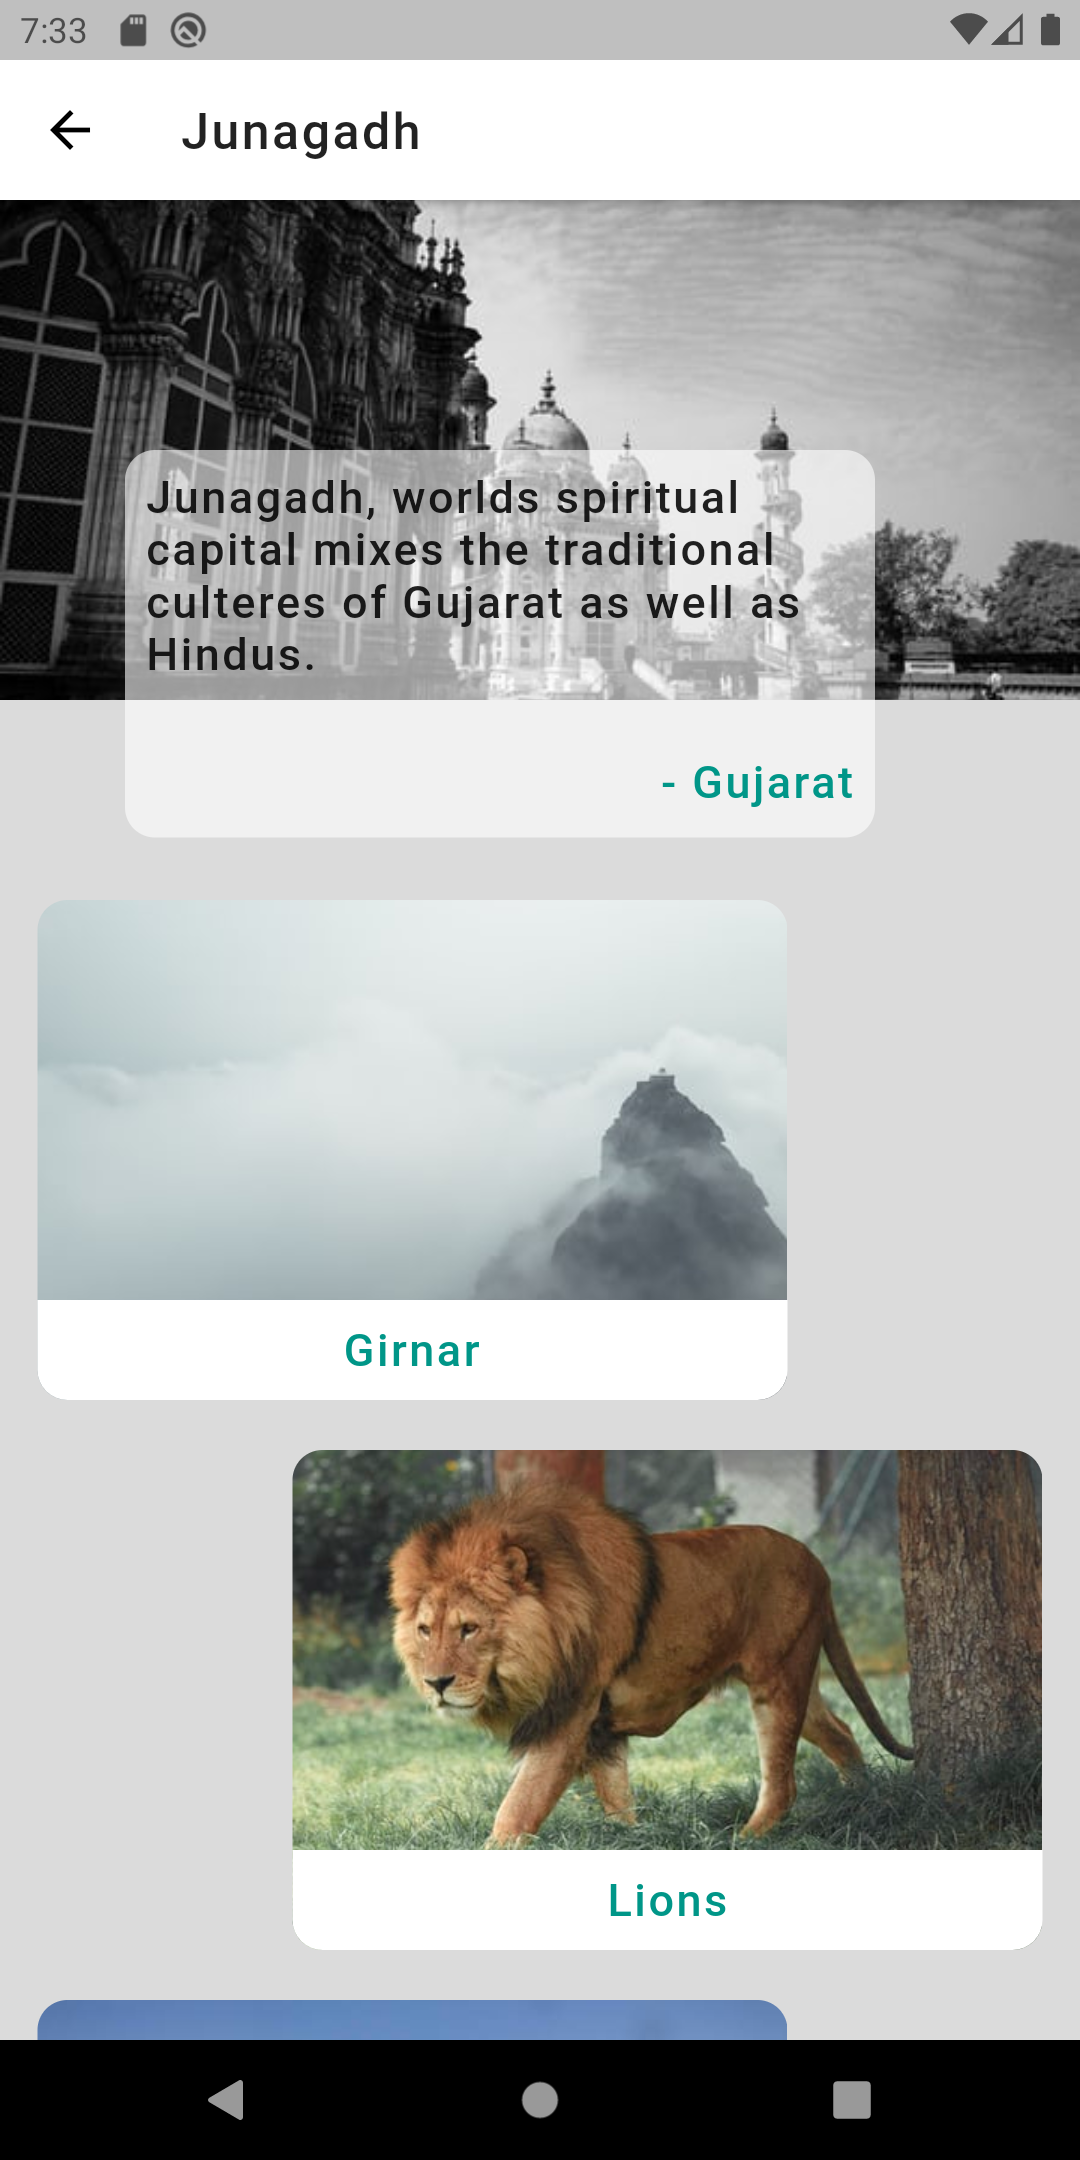 7:33
Junagadh
Junagadh, worlds spiritual
capital mixes the traditional
culteres of Gujarat as well as
Hindus.
- Gujarat
Girnar
Lions